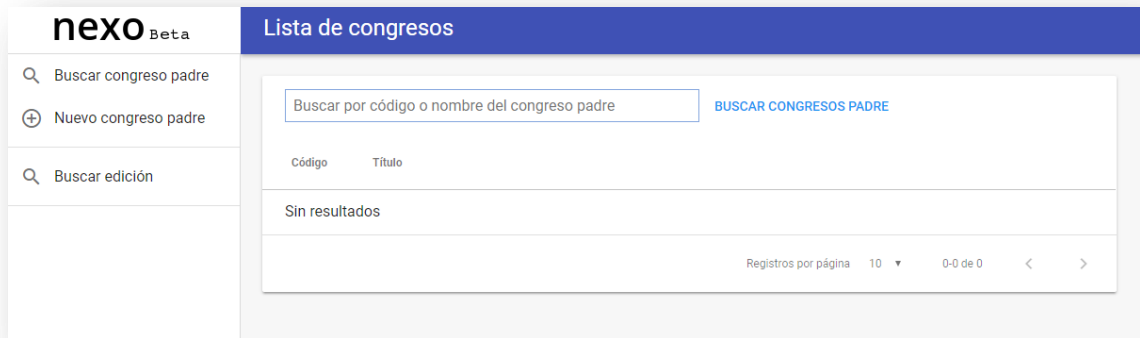 nexo Beta
Lista de congresos
Buscar congreso padre
Nuevo congreso padre
Buscar edición
Buscar por código o nombre del congreso padre
BUSCAR CONGRESOS PADRE
Código Título
Sin resultados
Registros por página 10 0-0 de 0